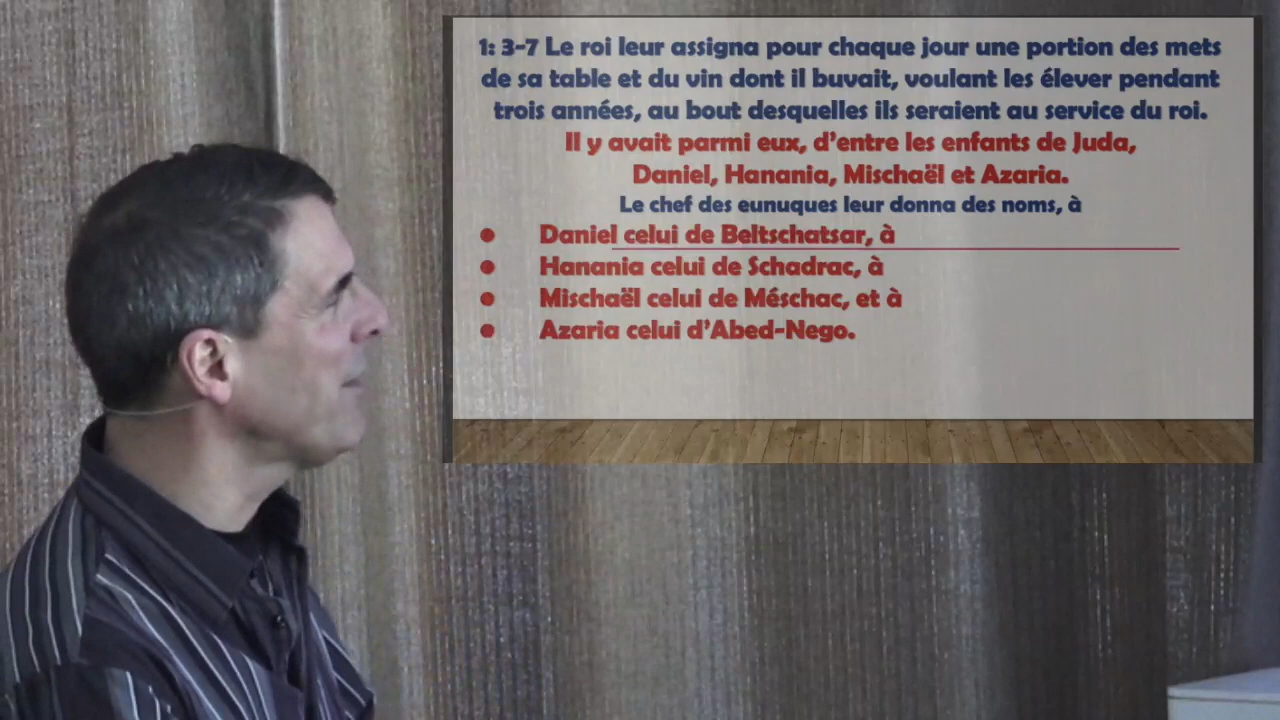 1: 3-7 Le roi leur assigna pour chaque jour une portion des mets
de sa table et du vin dont il buvait, voulant les élever pendant
trois années, au bout desquelles ils seraient au service du roi.
Il y avait parmi eux, d’entre les enfants de Juda,
Daniel, Hanania, Mischaël et Azaria.
Le chef des eunuques leur donna des noms, à
● Daniel celui de Beltschatsar, à
● Hanania celui de Schadrac, à
● Mischaël celui de Méschac, et à
● Azaria celui d’Abed-Nego.